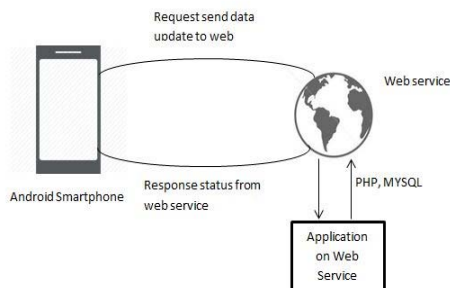 Request send data
update to web
Web service
Android Smartphone
Response status from
web service
PHP, MYSQL
Application
on Web
Service